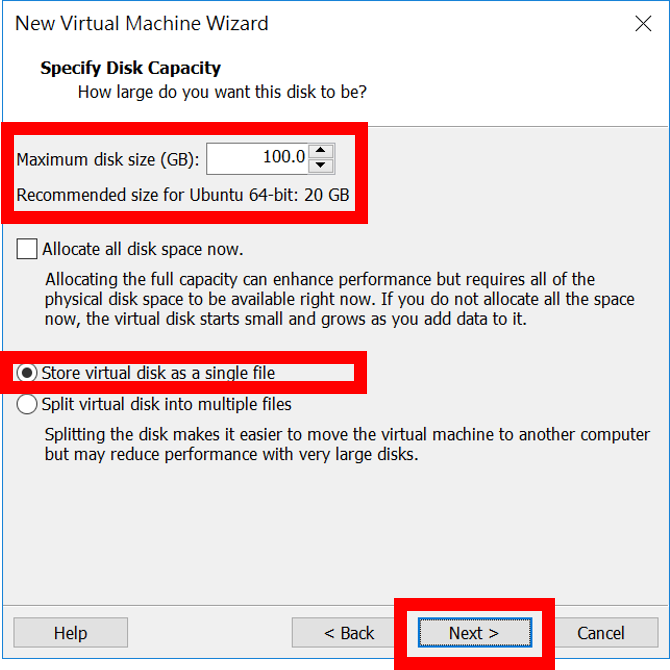 New Virtual Machine Wizard
Specify Disk Capacity
How large do you want this disk to be?
Maximum disk size (GB): 100.0
Recommended size for Ubuntu 64-bit: 20 GB
Allocate all disk space now.
Allocating the full capacity can enhance performance but requires all of the
physical disk space to be available right now. If you do not allocate all the space
now, the virtual disk starts small and grows as you add data to it.
Store virtual disk as a single file
Split virtual disk into multiple files
Splitting the disk makes it easier to move the virtual machine to another computer
but may reduce performance with very large disks.
Help < Back Next > Cancel